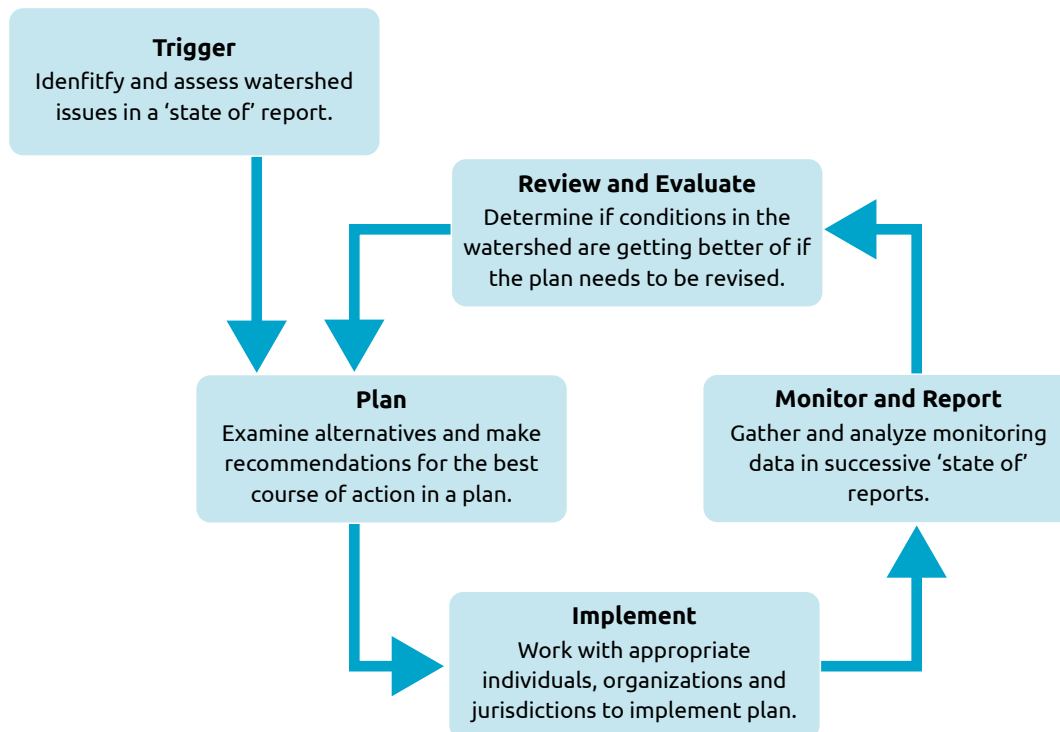 Trigger
Idenfitfy and assess watershed
issues in a ‘state of’ report.
Review and Evaluate
Determine if conditions in the
watershed are getting better of if
the plan needs to be revised.
Plan
Examine alternatives and make
recommendations for the best
course of action in a plan.
Monitor and Report
Gather and analyze monitoring
data in successive ‘state of’
reports.
Implement
Work with appropriate
individuals, organizations and
jurisdictions to implement plan.